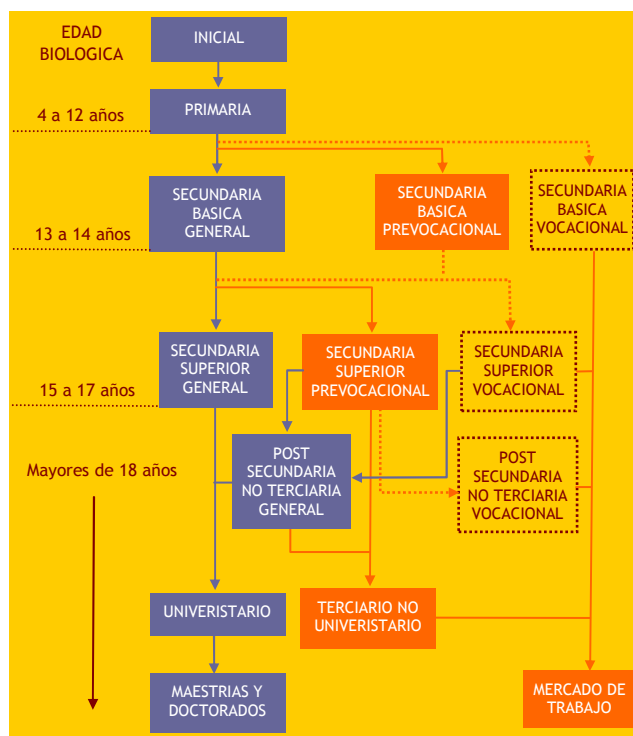 EDAD
BIOLOGICA
INICIAL
4 a 12 años
PRIMARIA
13 a 14 años
SECUNDARIA
BASICA
GENERAL
SECUNDARIA
BASICA
PREVOCACIONAL
SECUNDARIA
BASICA
VOCACIONAL
15 a 17 años
SECUNDARIA
SUPERIOR
GENERAL
SECUNDARIA
SUPERIOR
PREVOCACIONAL
SECUNDARIA
SUPERIOR
VOCACIONAL
Mayores de 18 años
POST
SECUNDARIA
NO TERCIARIA
GENERAL
POST
SECUNDARIA
NO TERCIARIA
VOCACIONAL
UNIVERISTARIO
TERCIARIO NO
UNIVERISTARIO
MAESTRIAS Y
DOCTORADOS
MERCADO DE
TRABAJO